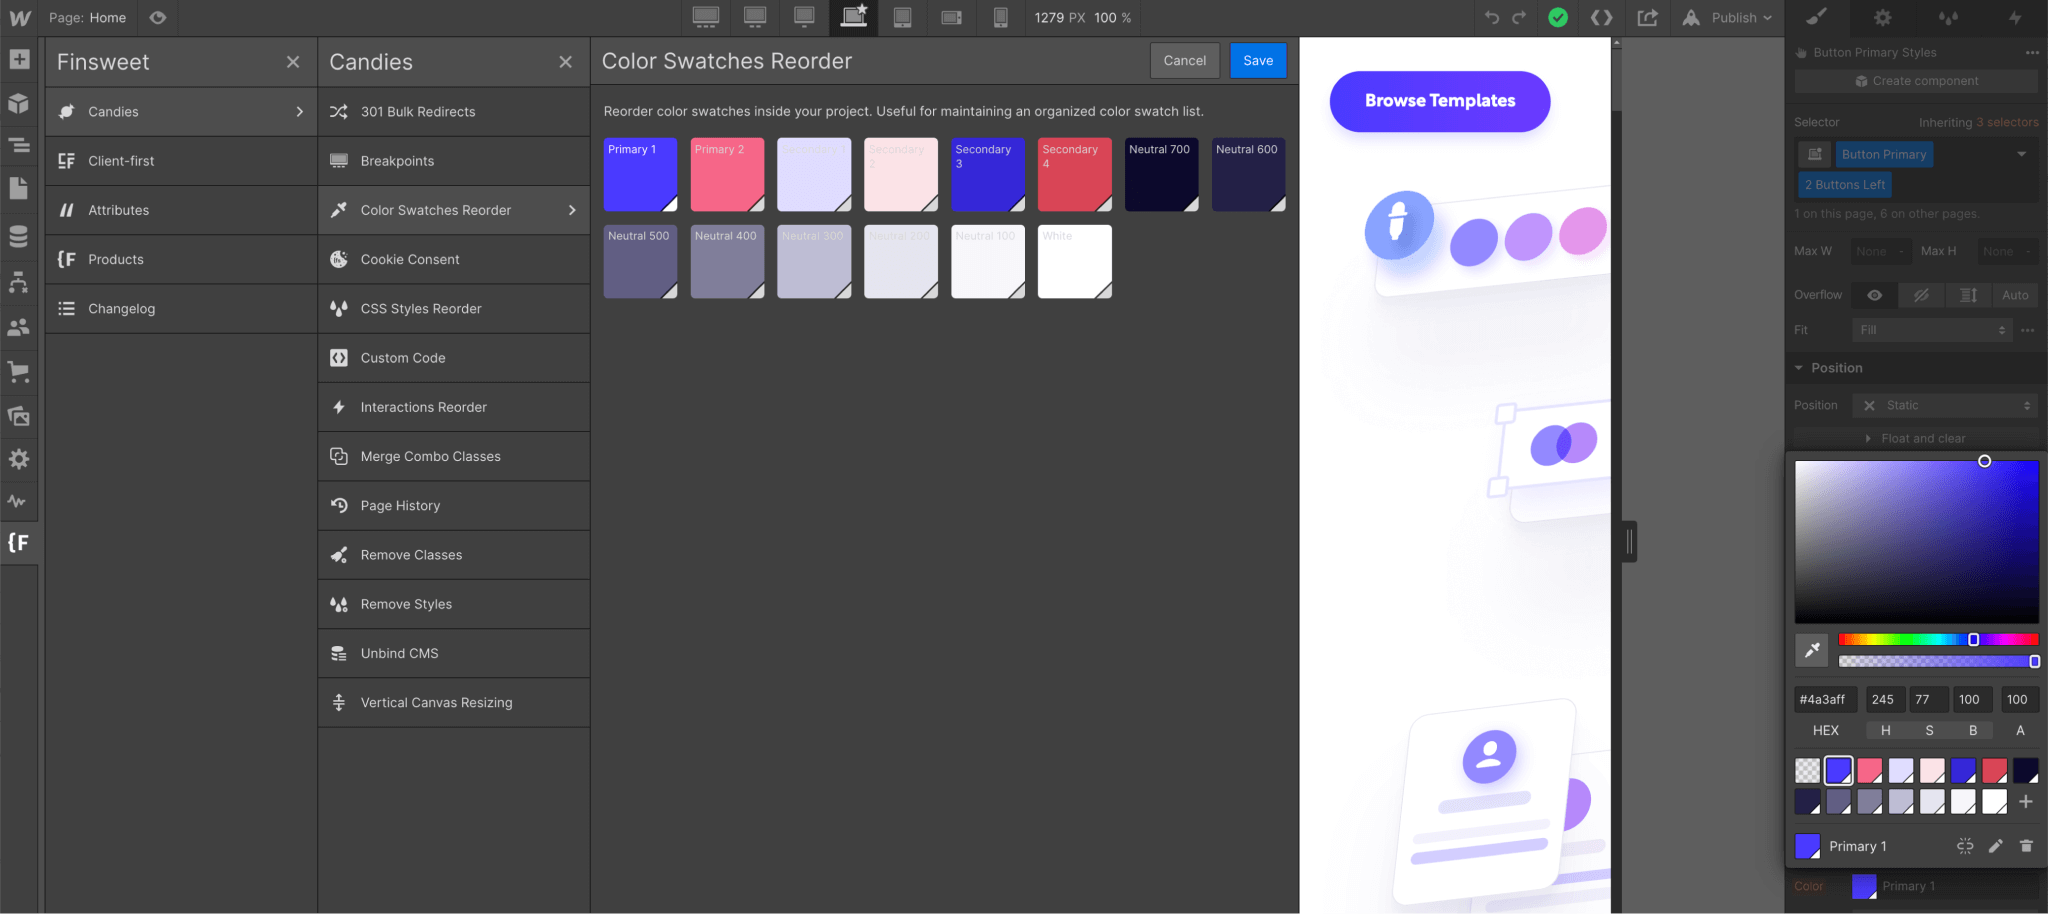 Page: Home
1279 PX 100 %
Publish
Finsweet
Candies
Client-first
Attributes
Products
Changelog
Candies
301 Bulk Redirects
Breakpoints
Color Swatches Reorder
Cookie Consent
CSS Styles Reorder
Custom Code
Interactions Reorder
Merge Combo Classes
Page History
Remove Classes
Remove Styles
Unbind CMS
Vertical Canvas Resizing
Color Swatches Reorder
Cancel
Save
Reorder color swatches inside your project. Useful for maintaining an organized color swatch list.
Primary 1
Primary 2
Secondary 1
Secondary
2
Secondary
3
Secondary
4
Neutral 700
Neutral 600
Neutral 500
Neutral 400
Neutral 300
Neutral 200
Neutral 100
White
Browse Templates
Button Primary Styles
Create component
Selector
Inheriting 3 selectors
Button Primary
2 Buttons Left
1 on this page, 6 on other pages.
Max W None - Max H None -
Overflow Auto
Fit Fill
Position
Position Static
Float and clear
#4a3aff 245 77 100 100
HEX H S B A
Primary 1
Color Primary 1